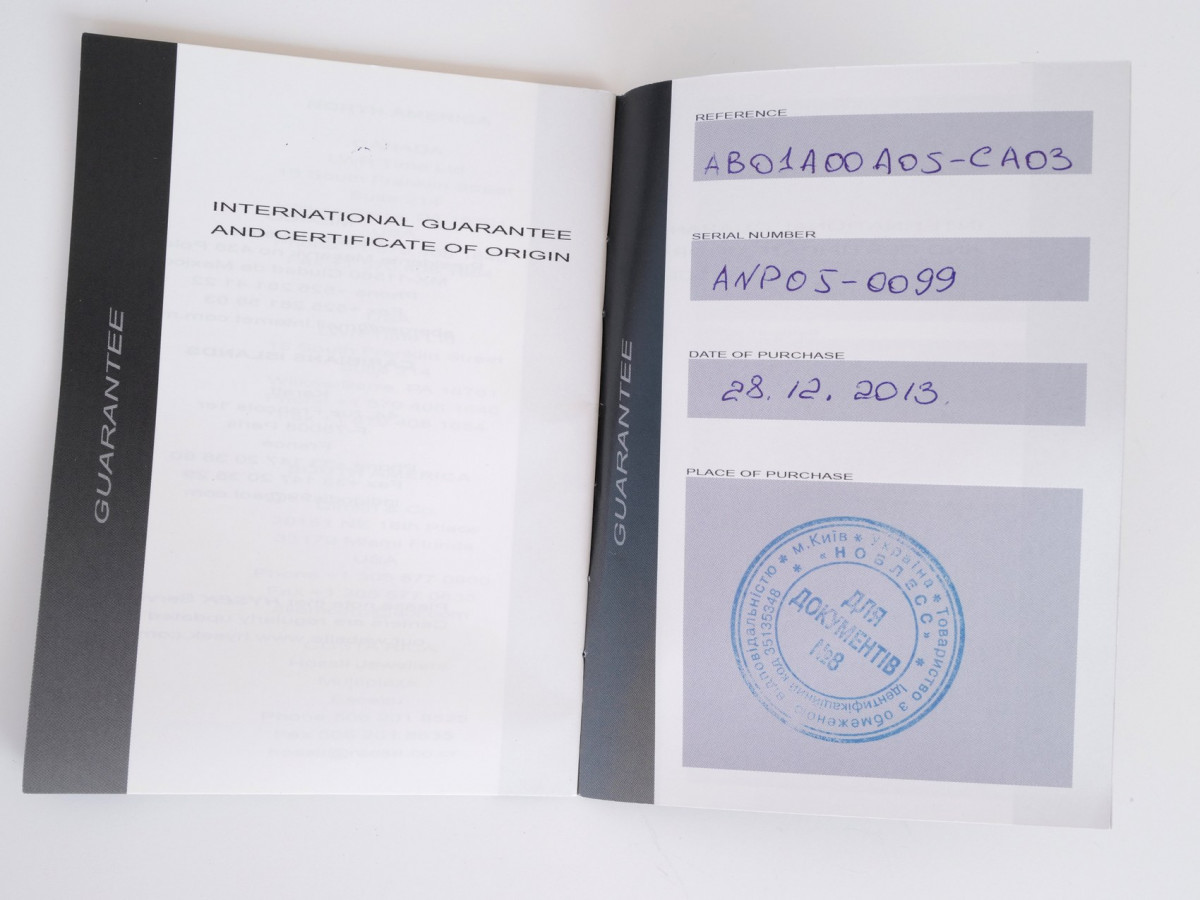 GUARANTEE
INTERNATIONAL GUARANTEE
AND CERTIFICATE OF ORIGIN
GUARANTEE
REFERENCE
AB01A00A05-CA03
SERIAL NUMBER
ANP05-0099
DATE OF PURCHASE
28.12.2013.
PLACE OF PURCHASE
* м.Київ * Україна * Товариство з обмеженою відповідальністю
* «НОБЛЕСС» *
Ідентифікаційний код 35135348
ДЛЯ
ДОКУМЕНТІВ
№8